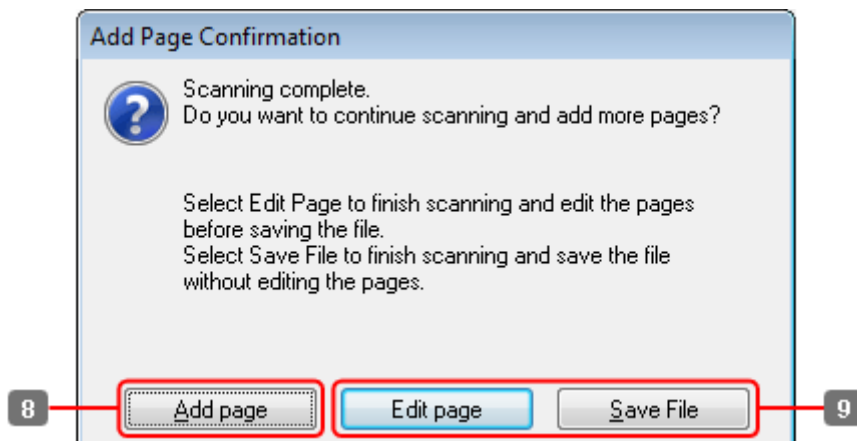 Add Page Confirmation
Scanning complete.
Do you want to continue scanning and add more pages?
Select Edit Page to finish scanning and edit the pages
before saving the file.
Select Save File to finish scanning and save the file
without editing the pages.
8 Add page Edit page Save File 9